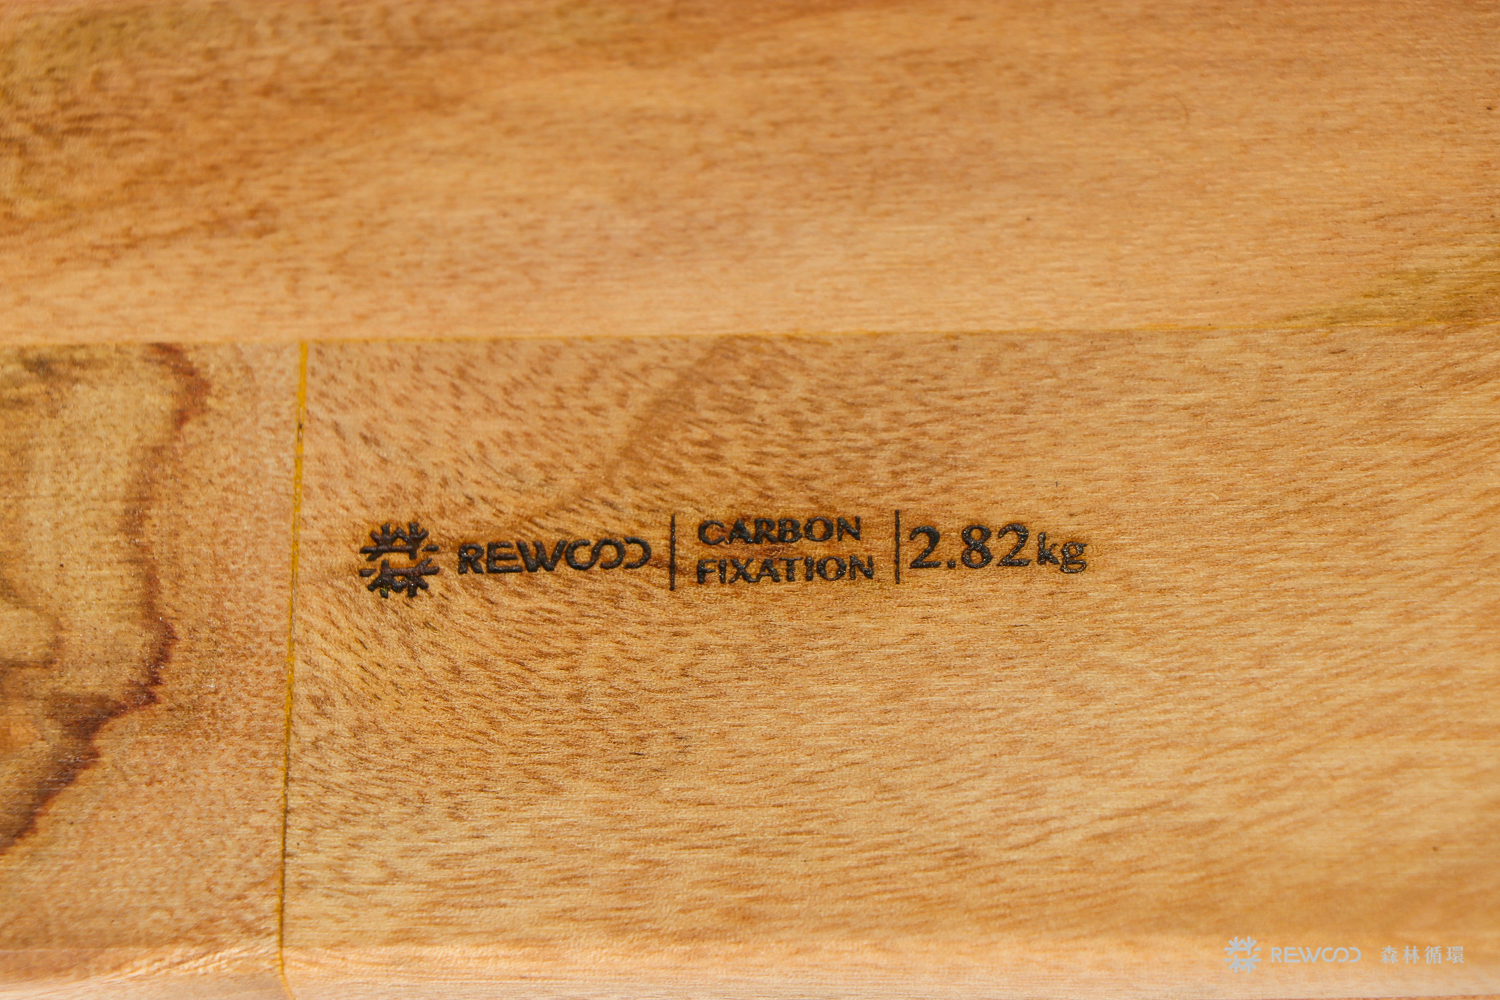 REWOOD
CARBON
FIXATION
2.82kg
REWOOD 森林循環